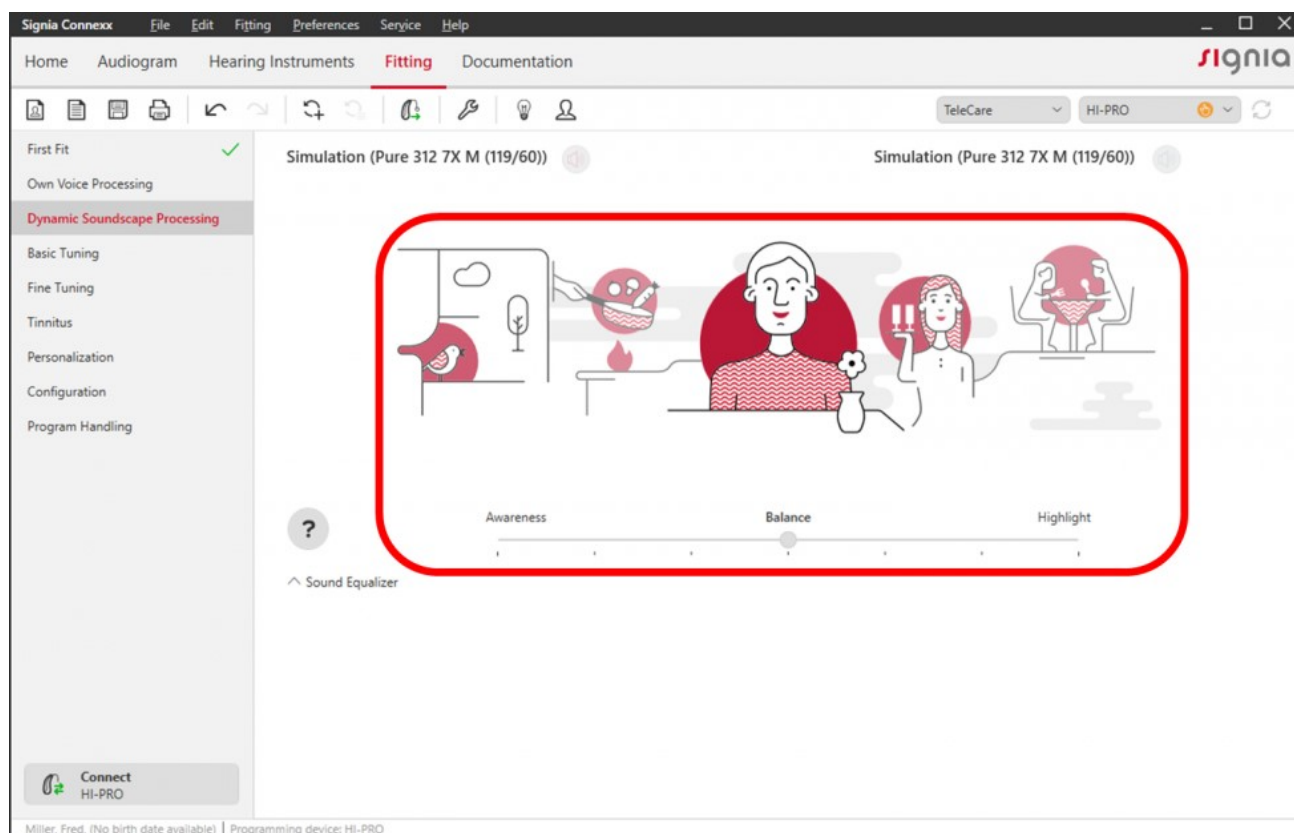 Signia Connexx File Edit Fitting Preferences Service Help
Home Audiogram Hearing Instruments Fitting Documentation
signia
TeleCare HI-PRO
First Fit
Own Voice Processing
Dynamic Soundscape Processing
Basic Tuning
Fine Tuning
Tinnitus
Personalization
Configuration
Program Handling
Simulation (Pure 312 7X M (119/60)) Simulation (Pure 312 7X M (119/60))
Awareness Balance Highlight
?
Sound Equalizer
Connect
HI-PRO
Miller, Fred, (No birth date available) | Programming device: HI-PRO